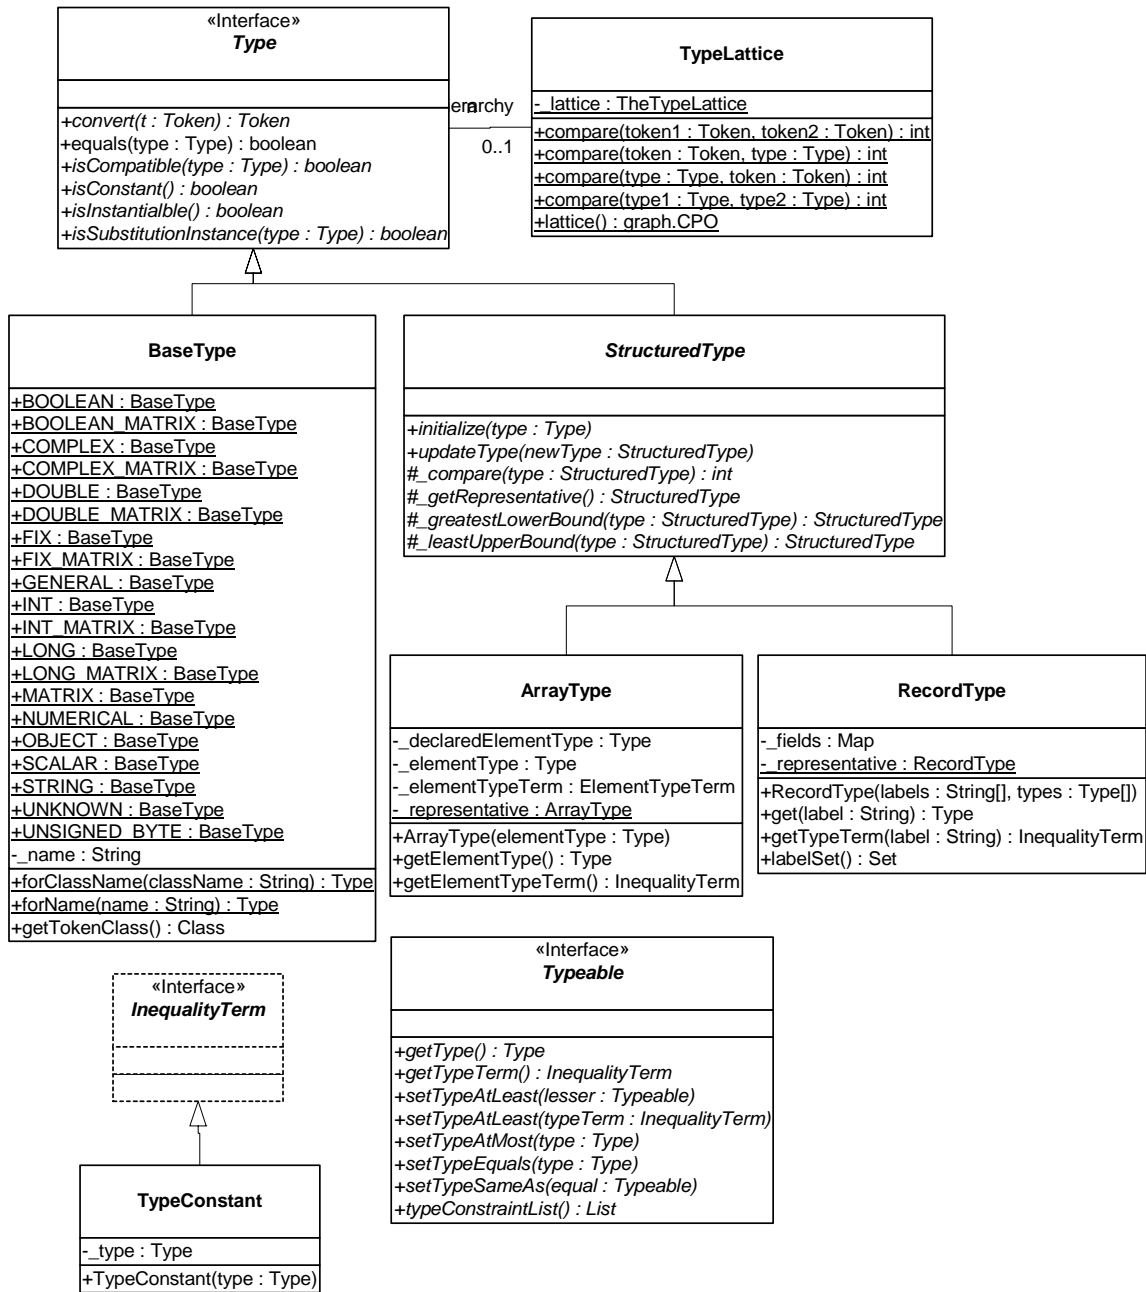 «Interface»
Type
+convert(t : Token) : Token
+equals(type : Type) : boolean
+isCompatible(type : Type) : boolean
+isConstant() : boolean
+isInstantialble() : boolean
+isSubstitutionInstance(type : Type) : boolean
0..1
TypeLattice
-_lattice : TheTypeLattice
+compare(token1 : Token, token2 : Token) : int
+compare(token : Token, type : Type) : int
+compare(type : Type, token : Token) : int
+compare(type1 : Type, type2 : Type) : int
+lattice() : graph.CPO
BaseType
+BOOLEAN : BaseType
+BOOLEAN_MATRIX : BaseType
+COMPLEX : BaseType
+COMPLEX_MATRIX : BaseType
+DOUBLE : BaseType
+DOUBLE_MATRIX : BaseType
+FIX : BaseType
+FIX_MATRIX : BaseType
+GENERAL : BaseType
+INT : BaseType
+INT_MATRIX : BaseType
+LONG : BaseType
+LONG_MATRIX : BaseType
+MATRIX : BaseType
+NUMERICAL : BaseType
+OBJECT : BaseType
+SCALAR : BaseType
+STRING : BaseType
+UNKNOWN : BaseType
+UNSIGNED_BYTE : BaseType
-_name : String
+forClassName(className : String) : Type
+forName(name : String) : Type
+getTokenClass() : Class
StructuredType
+initialize(type : Type)
+updateType(newType : StructuredType)
#_compare(type : StructuredType) : int
#_getRepresentative() : StructuredType
#_greatestLowerBound(type : StructuredType) : StructuredType
#_leastUpperBound(type : StructuredType) : StructuredType
ArrayType
-_declaredElementType : Type
-_elementType : Type
-_elementTypeTerm : ElementTypeTerm
-_representative : ArrayType
+ArrayType(elementType : Type)
+getElementType() : Type
+getElementTypeTerm() : InequalityTerm
RecordType
-_fields : Map
-_representative : RecordType
+RecordType(labels : String[], types : Type[])
+get(label : String) : Type
+getTypeTerm(label : String) : InequalityTerm
+labelSet() : Set
«Interface»
InequalityTerm
TypeConstant
-_type : Type
+TypeConstant(type : Type)
«Interface»
Typeable
+getType() : Type
+getTypeTerm() : InequalityTerm
+setTypeAtLeast(lesser : Typeable)
+setTypeAtLeast(typeTerm : InequalityTerm)
+setTypeAtMost(type : Type)
+setTypeEquals(type : Type)
+setTypeSameAs(equal : Typeable)
+typeConstraintList() : List